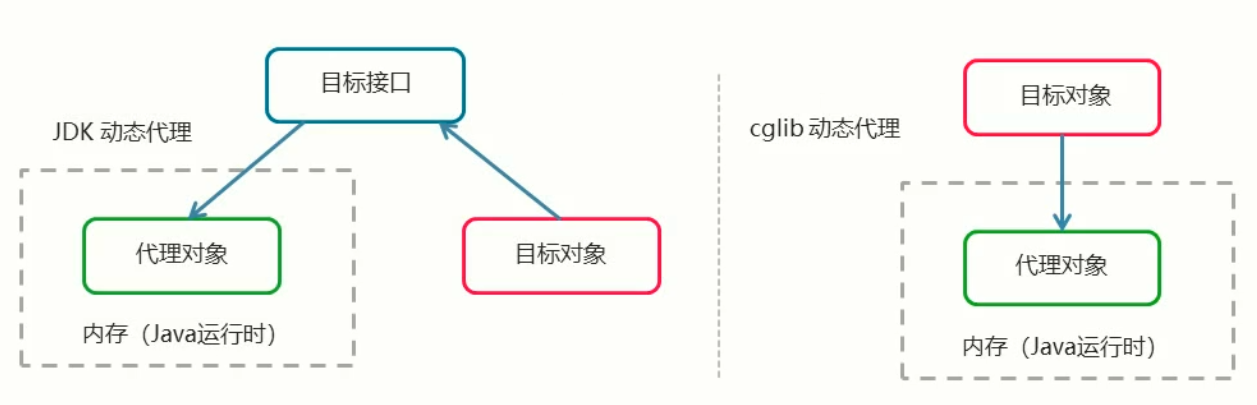 目标接口
JDK 动态代理
代理对象
目标对象
内存（Java运行时）
目标对象
cglib 动态代理
代理对象
内存（Java运行时）